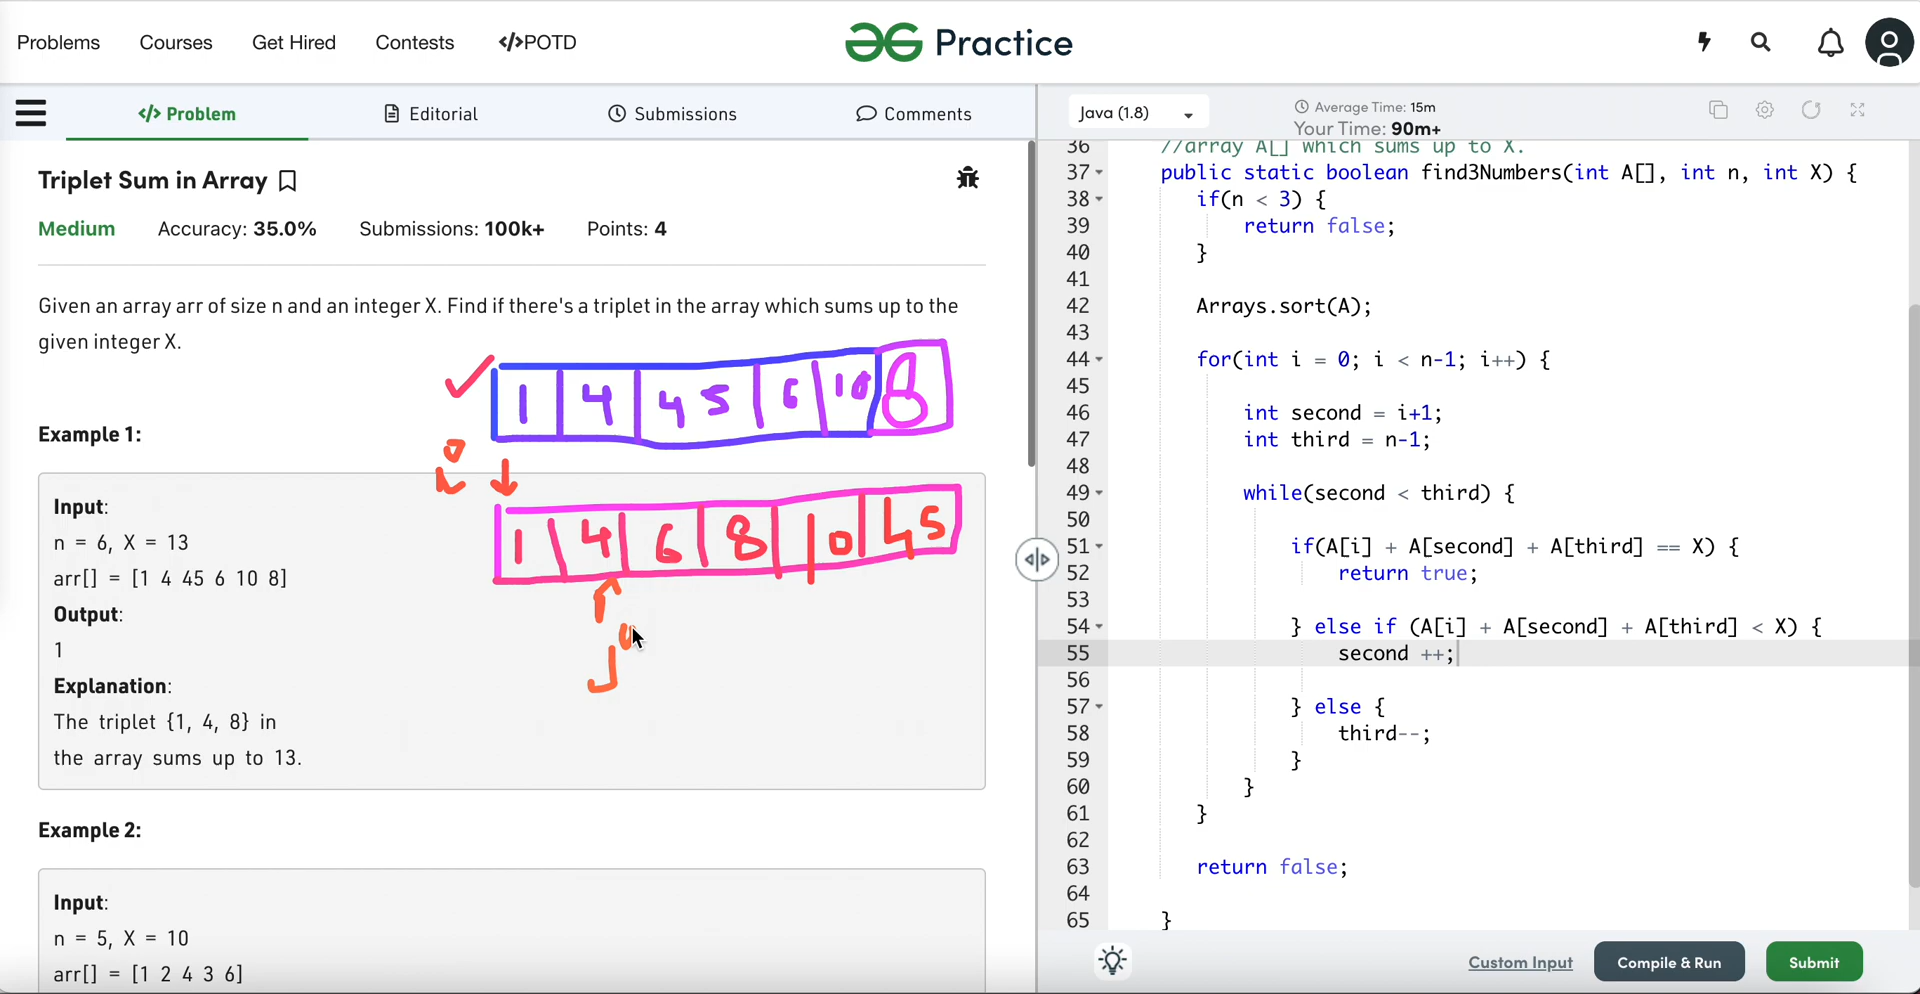 Problems Courses Get Hired Contests </>POTD Practice
</> Problem Editorial Submissions Comments
Triplet Sum in Array
Medium Accuracy: 35.0% Submissions: 100k+ Points: 4
Given an array arr of size n and an integer X. Find if there's a triplet in the array which sums up to the
given integer X.
1 4 45 6 10 8
Example 1:
1 4 6 8 10 45
Input:
n = 6, X = 13
arr[] = [1 4 45 6 10 8]
Output:
1
Explanation:
The triplet {1, 4, 8} in
the array sums up to 13.
Example 2:
Input:
n = 5, X = 10
arr[] = [1 2 4 3 6]
Java (1.8)
Average Time: 15m
Your Time: 90m+
36 //array A[] which sums up to X.
37 public static boolean find3Numbers(int A[], int n, int X) {
38 if(n < 3) {
39 return false;
40 }
41
42 Arrays.sort(A);
43
44 for(int i = 0; i < n-1; i++) {
45
46 int second = i+1;
47 int third = n-1;
48
49 while(second < third) {
50
51 if(A[i] + A[second] + A[third] == X) {
52 return true;
53
54 } else if (A[i] + A[second] + A[third] < X) {
55 second ++;
56
57 } else {
58 third--;
59 }
60 }
61 }
62
63 return false;
64
65 }
Custom Input Compile & Run Submit